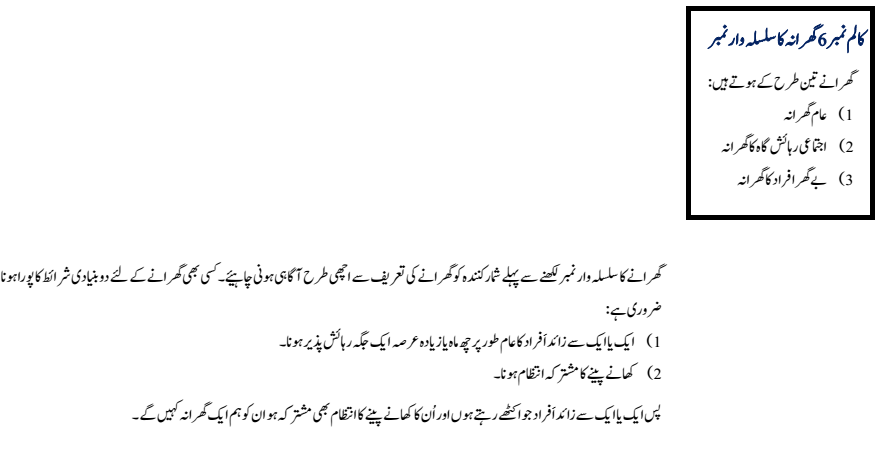 کالم نمبر 6 گھرانہ کا سلسلہ وار نمبر
گھرانے تین طرح کے ہوتے ہیں:
1) عام گھرانہ
2) اجتماعی رہائش گاہ کا گھرانہ
3) بے گھر افراد کا گھرانہ
گھرانے کا سلسلہ وار نمبر لکھنے سے پہلے شمار کنندہ کو گھرانے کی تعریف سے اچھی طرح آگاہی ہونی چاہیئے۔ کسی بھی گھرانے کے لئے دو بنیادی شرائط کا پورا ہونا
ضروری ہے:
1) ایک یا ایک سے زائد اَفراد کا عام طور پر چھ ماہ یا زیادہ عرصہ ایک جگہ رہائش پذیر ہونا۔
2) کھانے پینے کا مشترکہ انتظام ہونا۔
پس ایک یا ایک سے زائد اَفراد جو اکٹھے رہتے ہوں اور اُن کا کھانے پینے کا انتظام بھی مشترکہ ہو ان کو ہم ایک گھرانہ کہیں گے۔